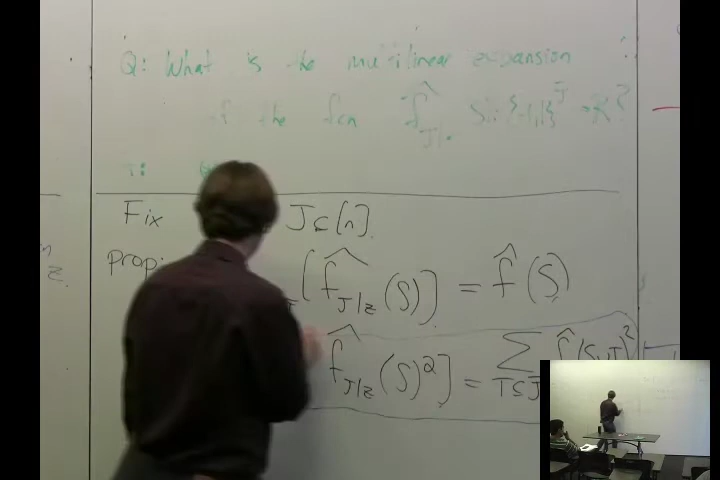 Q: What is the multilinear expansion
of the fcn f̂_{J|·} S: {-1,1}^{J̄} → R?
Fix J⊆[n].
prop:
[f̂_{J|z}(S)] = f̂(S)
f̂_{J|z}(S)²] = Σ_{T⊆J̄} f̂(S∪T)²